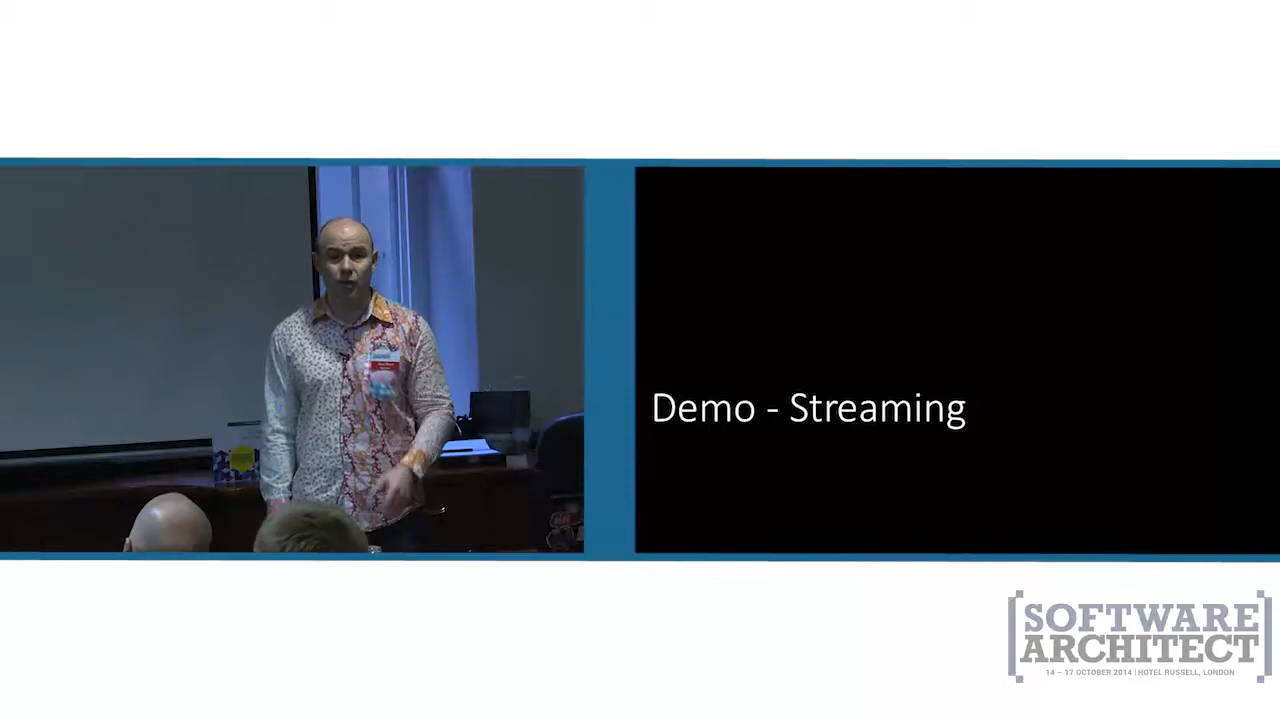 Demo - Streaming
[SOFTWARE
ARCHITECT]
14 – 17 OCTOBER 2014 | HOTEL RUSSELL, LONDON